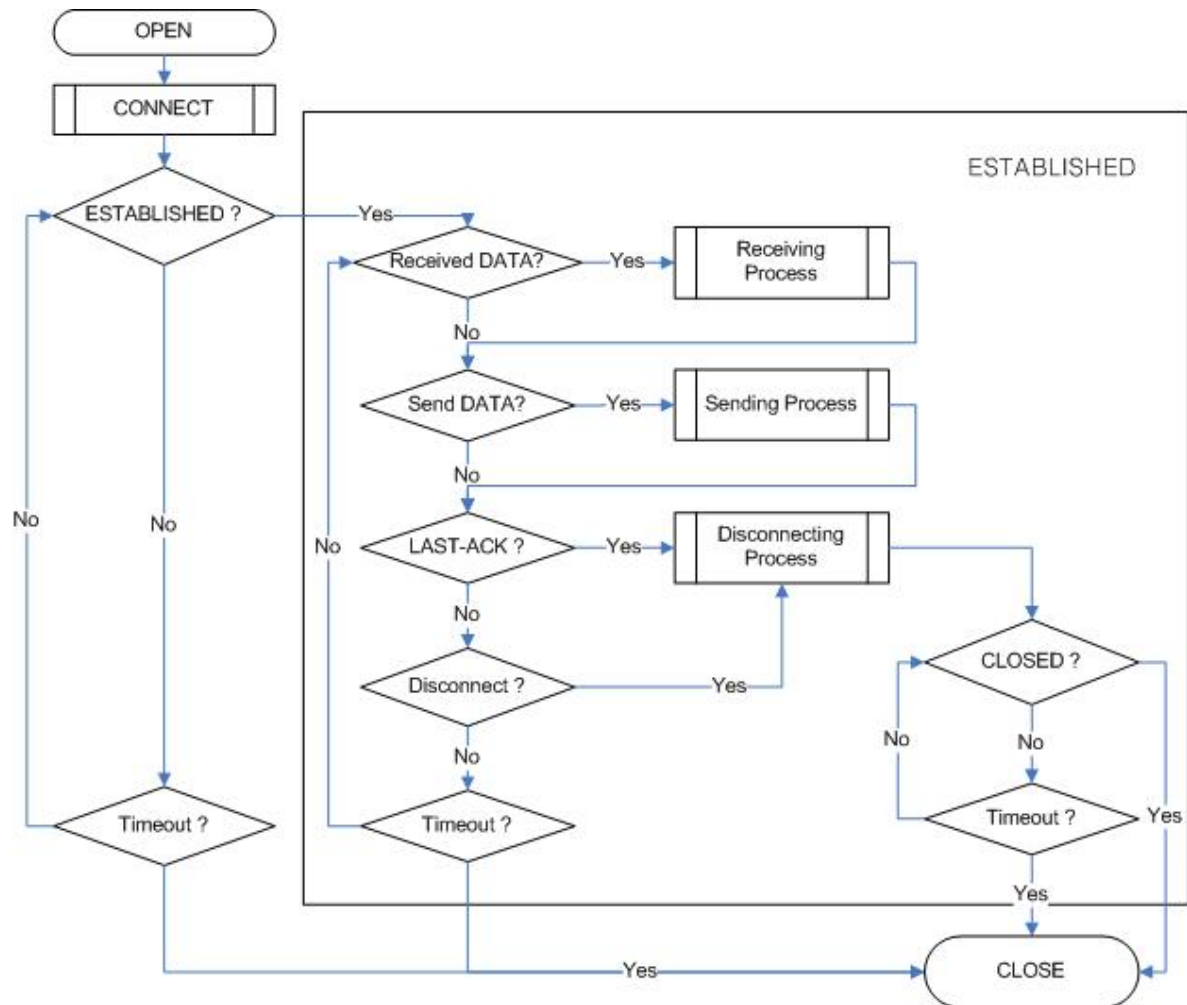 OPEN
CONNECT
ESTABLISHED
ESTABLISHED ?
Yes
Received DATA?
Yes
Receiving
Process
No
Send DATA?
Yes
Sending Process
No
No
No
No
LAST-ACK ?
Yes
Disconnecting
Process
No
Disconnect ?
Yes
CLOSED ?
No
No
No
Timeout ?
Timeout ?
Timeout ?
Yes
Yes
Yes
CLOSE